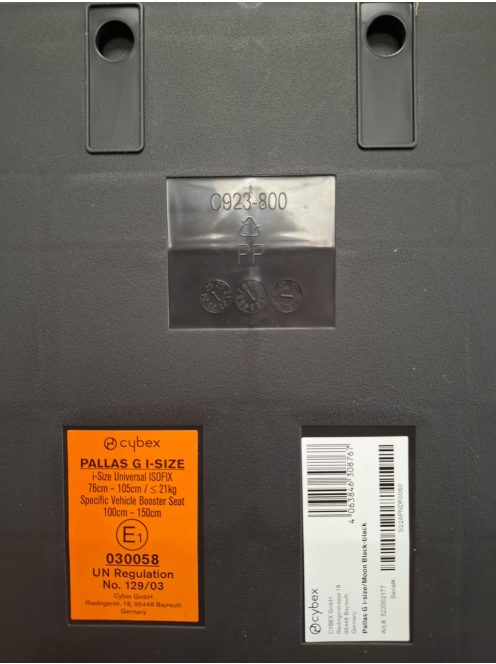 C923-800
PP
cybex
PALLAS G I-SIZE
i-Size Universal ISOFIX
76cm - 105cm / ≤ 21kg
Specific Vehicle Booster Seat
100cm - 150cm
E1
030058
UN Regulation
No. 129/03
Cybex GmbH
Riedingerstr. 18, 95448 Bayreuth
Germany
4 063846 308767
cybex
CYBEX GmbH
Riedingerstrasse 18
95448 Bayreuth
Germany
Pallas G i-size/Moon Black-black
Art.#: 522002177
Serial#
S22APNDF0060